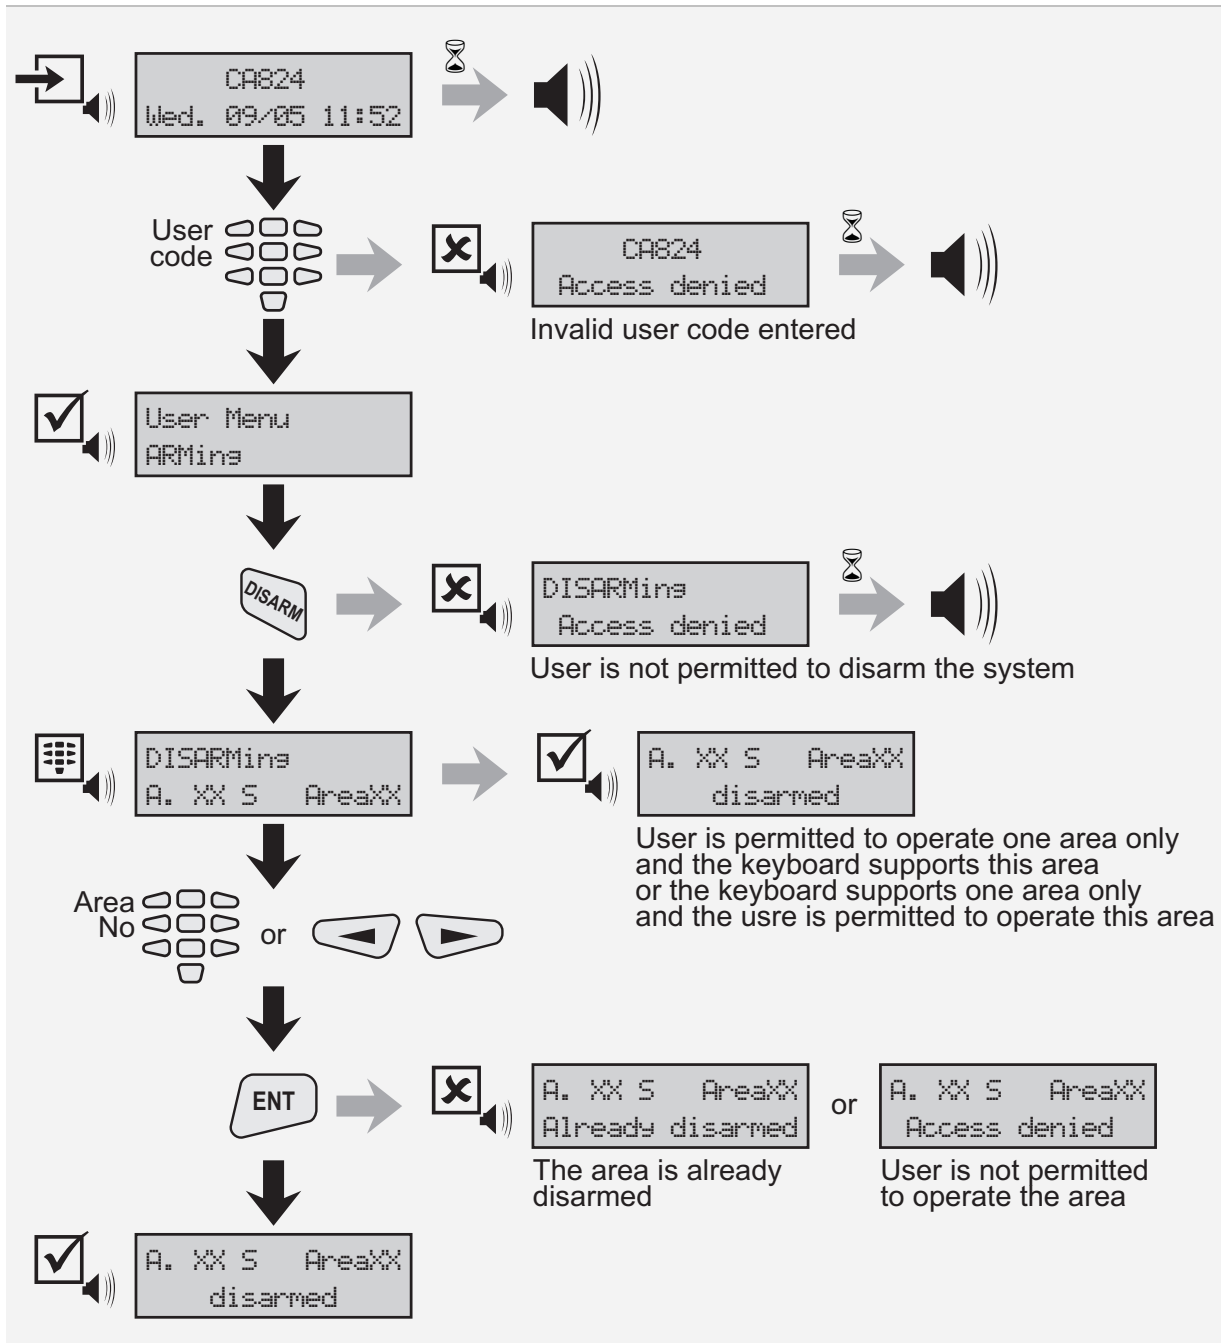 CA824
Wed. 09/05 11:52
User
code
CA824
Access denied
Invalid user code entered
User Menu
ARMing
DISARM
DISARMing
Access denied
User is not permitted to disarm the system
DISARMing
A. XX S AreaXX
A. XX S AreaXX
disarmed
User is permitted to operate one area only
and the keyboard supports this area
or the keyboard supports one area only
and the usre is permitted to operate this area
Area
No
or
ENT
A. XX S AreaXX
Already disarmed
or
A. XX S AreaXX
Access denied
The area is already
disarmed
User is not permitted
to operate the area
A. XX S AreaXX
disarmed